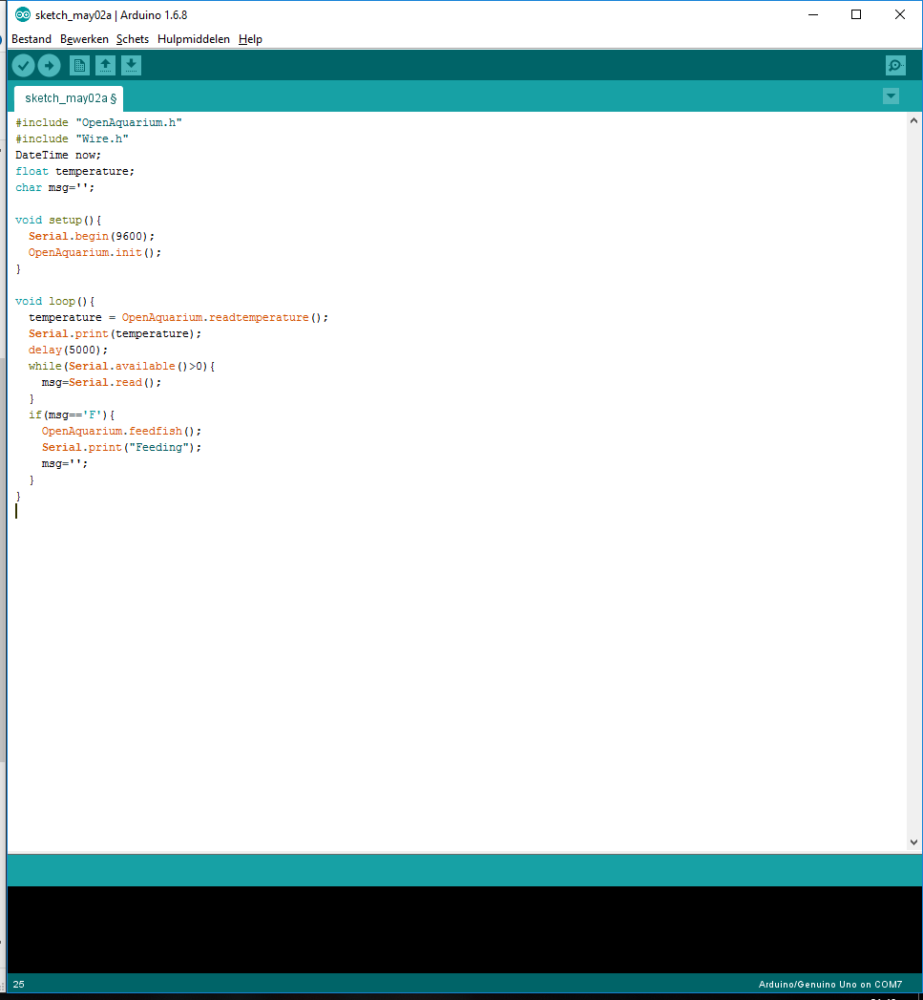 sketch_may02a | Arduino 1.6.8
Bestand Bewerken Schets Hulpmiddelen Help
sketch_may02a §
#include "OpenAquarium.h"
#include "Wire.h"
DateTime now;
float temperature;
char msg='';
void setup(){
Serial.begin(9600);
OpenAquarium.init();
}
void loop(){
temperature = OpenAquarium.readtemperature();
Serial.print(temperature);
delay(5000);
while(Serial.available()>0){
msg=Serial.read();
}
if(msg=='F'){
OpenAquarium.feedfish();
Serial.print("Feeding");
msg='';
}
}
25
Arduino/Genuino Uno on COM7